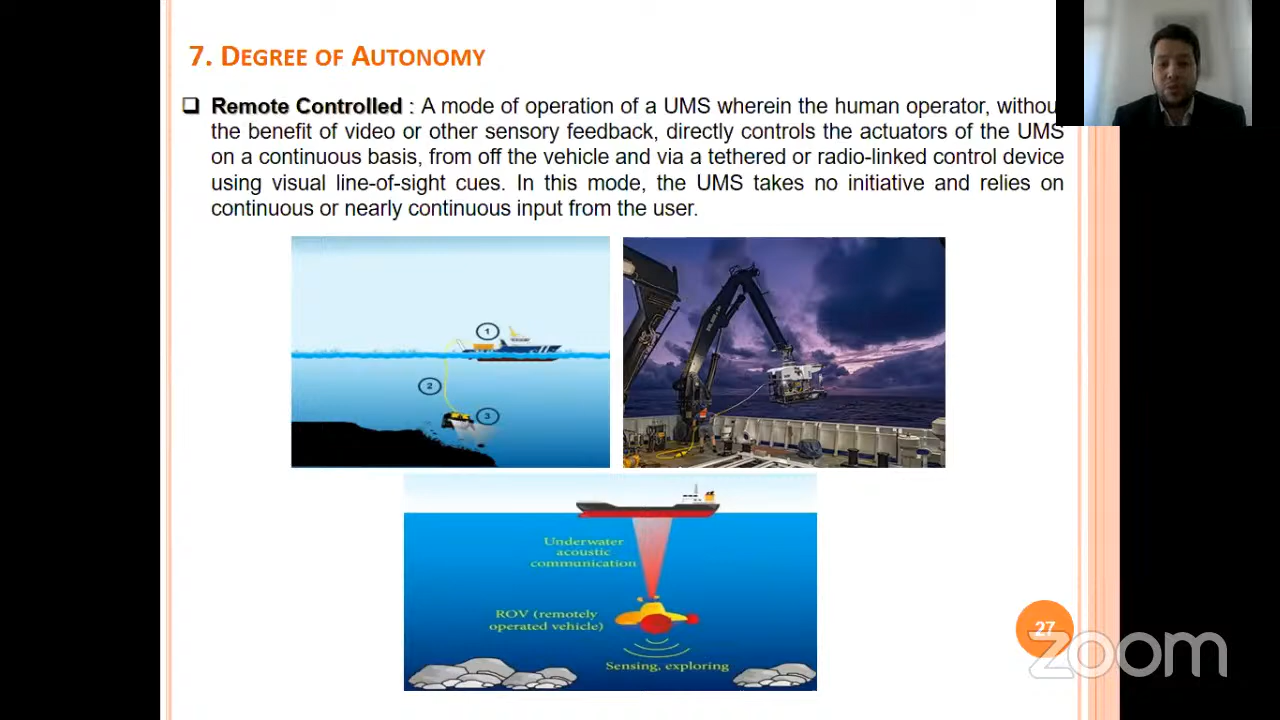 7. DEGREE OF AUTONOMY
❑ Remote Controlled : A mode of operation of a UMS wherein the human operator, withou
the benefit of video or other sensory feedback, directly controls the actuators of the UMS
on a continuous basis, from off the vehicle and via a tethered or radio-linked control device
using visual line-of-sight cues. In this mode, the UMS takes no initiative and relies on
continuous or nearly continuous input from the user.
1
2
3
Underwater
acoustic
communication
ROV (remotely
operated vehicle)
Sensing, exploring
27
zoom